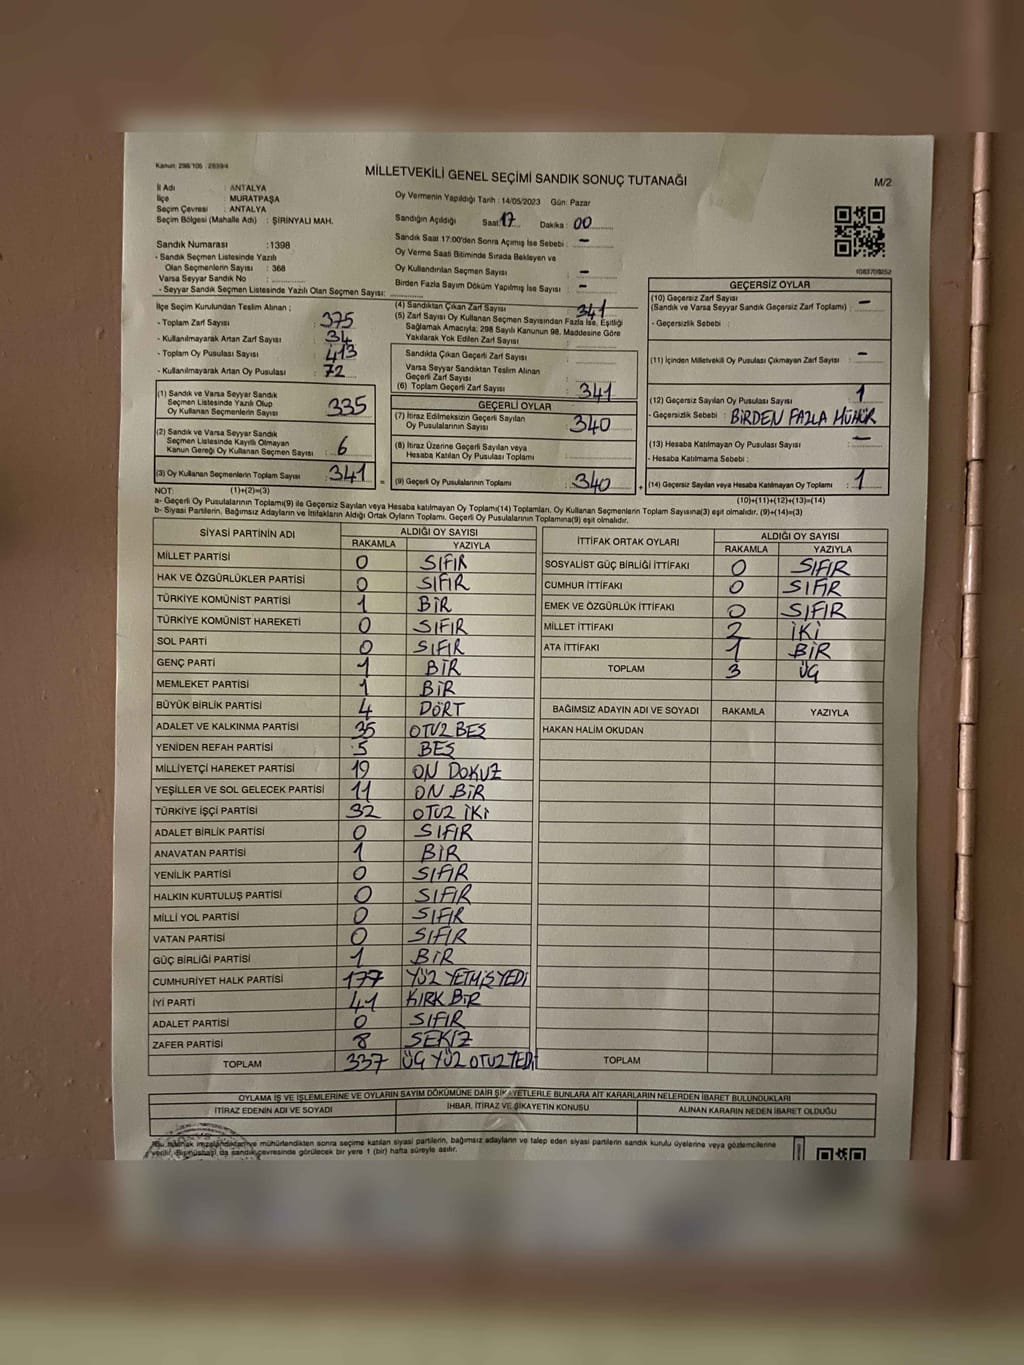 Kanun: 298/105 : 2839/4
MİLLETVEKİLİ GENEL SEÇİMİ SANDIK SONUÇ TUTANAĞI
M/2
İl Adı : ANTALYA
İlçe : MURATPAŞA
Seçim Çevresi : ANTALYA
Seçim Bölgesi (Mahalle Adı) : ŞİRİNYALI MAH.
Sandık Numarası :1398
- Sandık Seçmen Listesinde Yazılı
Olan Seçmenlerin Sayısı : 368
Varsa Seyyar Sandık No :
- Seyyar Sandık Seçmen Listesinde Yazılı Olan Seçmen Sayısı:
Oy Vermenin Yapıldığı Tarih : 14/05/2023 Gün: Pazar
Sandığın Açıldığı Saat:17 Dakika : 00
Sandık Saat 17:00'den Sonra Açımış İse Sebebi : -
Oy Verme Saati Bitiminde Sırada Bekleyen ve
Oy Kullandırılan Seçmen Sayısı : -
Birden Fazla Sayım Döküm Yapılmış İse Sayısı : -
1083709252
İlçe Seçim Kurulundan Teslim Alınan ;
- Toplam Zarf Sayısı : 375
- Kullanılmayarak Artan Zarf Sayısı : 34
- Toplam Oy Pusulası Sayısı : 413
- Kullanılmayarak Artan Oy Pusulası : 72
(1) Sandık ve Varsa Seyyar Sandık
Seçmen Listesinde Yazılı Olup
Oy Kullanan Seçmenlerin Sayısı : 335
(2) Sandık ve Varsa Seyyar Sandık
Seçmen Listesinde Kayıtlı Olmayan
Kanun Gereği Oy Kullanan Seçmen Sayısı : 6
(3) Oy Kullanan Seçmenlerin Toplam Sayısı : 341
(4) Sandıktan Çıkan Zarf Sayısı : 341
(5) Zarf Sayısı Oy Kullanan Seçmen Sayısından Fazla İse, Eşitliği
Sağlamak Amacıyla; 298 Sayılı Kanunun 98. Maddesine Göre
Yakılarak Yok Edilen Zarf Sayısı :
Sandıkta Çıkan Geçerli Zarf Sayısı :
Varsa Seyyar Sandıktan Teslim Alınan
Geçerli Zarf Sayısı :
(6) Toplam Geçerli Zarf Sayısı : 341
GEÇERLİ OYLAR
(7) İtiraz Edilmeksizin Geçerli Sayılan
Oy Pusulalarının Sayısı : 340
(8) İtiraz Üzerine Geçerli Sayılan veya
Hesaba Katılan Oy Pusulası Toplamı :
= (9) Geçerli Oy Pusulalarının Toplamı : 340
GEÇERSİZ OYLAR
(10) Geçersiz Zarf Sayısı
(Sandık ve Varsa Seyyar Sandık Geçersiz Zarf Toplamı) : -
- Geçersizlik Sebebi :
(11) İçinden Milletvekili Oy Pusulası Çıkmayan Zarf Sayısı : -
(12) Geçersiz Sayılan Oy Pusulası Sayısı : 1
- Geçersizlik Sebebi : BİRDEN FAZLA MÜHÜR
(13) Hesaba Katılmayan Oy Pusulası Sayısı : -
- Hesaba Katılmama Sebebi :
+ (14) Geçersiz Sayılan veya Hesaba Katılmayan Oy Toplamı : 1
NOT: (1)+(2)=(3)
(10)+(11)+(12)+(13)=(14)
a- Geçerli Oy Pusulalarının Toplamı(9) ile Geçersiz Sayılan veya Hesaba katılmayan Oy Toplamı(14) Toplamları, Oy Kullanan Seçmenlerin Toplam Sayısına(3) eşit olmalıdır, (9)+(14)=(3)
b- Siyasi Partilerin, Bağımsız Adayların ve İttifakların Aldığı Ortak Oyların Toplamı, Geçerli Oy Pusulalarının Toplamına(9) eşit olmalıdır.
SİYASİ PARTİNİN ADI ALDIĞI OY SAYISI
RAKAMLA YAZIYLA
MİLLET PARTİSİ 0 SIFIR
HAK VE ÖZGÜRLÜKLER PARTİSİ 0 SIFIR
TÜRKİYE KOMÜNİST PARTİSİ 1 BİR
TÜRKİYE KOMÜNİST HAREKETİ 0 SIFIR
SOL PARTİ 0 SIFIR
GENÇ PARTİ 1 BİR
MEMLEKET PARTİSİ 1 BİR
BÜYÜK BİRLİK PARTİSİ 4 DÖRT
ADALET VE KALKINMA PARTİSİ 35 OTUZ BEŞ
YENİDEN REFAH PARTİSİ 5 BEŞ
MİLLİYETÇİ HAREKET PARTİSİ 19 ON DOKUZ
YEŞİLLER VE SOL GELECEK PARTİSİ 11 ON BİR
TÜRKİYE İŞÇİ PARTİSİ 32 OTUZ İKİ
ADALET BİRLİK PARTİSİ 0 SIFIR
ANAVATAN PARTİSİ 1 BİR
YENİLİK PARTİSİ 0 SIFIR
HALKIN KURTULUŞ PARTİSİ 0 SIFIR
MİLLİ YOL PARTİSİ 0 SIFIR
VATAN PARTİSİ 0 SIFIR
GÜÇ BİRLİĞİ PARTİSİ 1 BİR
CUMHURİYET HALK PARTİSİ 177 YÜZ YETMİŞ YEDİ
İYİ PARTİ 41 KIRK BİR
ADALET PARTİSİ 0 SIFIR
ZAFER PARTİSİ 8 SEKİZ
TOPLAM 337 ÜÇ YÜZ OTUZ YEDİ
İTTİFAK ORTAK OYLARI ALDIĞI OY SAYISI
RAKAMLA YAZIYLA
SOSYALİST GÜÇ BİRLİĞİ İTTİFAKI 0 SIFIR
CUMHUR İTTİFAKI 0 SIFIR
EMEK VE ÖZGÜRLÜK İTTİFAKI 0 SIFIR
MİLLET İTTİFAKI 2 İKİ
ATA İTTİFAKI 1 BİR
TOPLAM 3 ÜÇ
BAĞIMSIZ ADAYIN ADI VE SOYADI RAKAMLA YAZIYLA
HAKAN HALİM OKUDAN
TOPLAM
OYLAMA İŞ VE İŞLEMLERİNE VE OYLARIN SAYIM DÖKÜMÜNE DAİR ŞİKAYETLERLE BUNLARA AİT KARARLARIN NELERDEN İBARET BULUNDUKLARI
İTİRAZ EDENİN ADI VE SOYADI İHBAR, İTİRAZ VE ŞİKAYETİN KONUSU ALINAN KARARIN NEDEN İBARET OLDUĞU
mühürlendikten sonra seçime katılan siyasi partilerin, bağımsız adayların ve talep eden siyasi partilerin sandık kurulu üyelerine veya gözlemcilerine
verilir. da sandık çevresinde görülecek bir yere 1 (bir) hafta süreyle asılır.